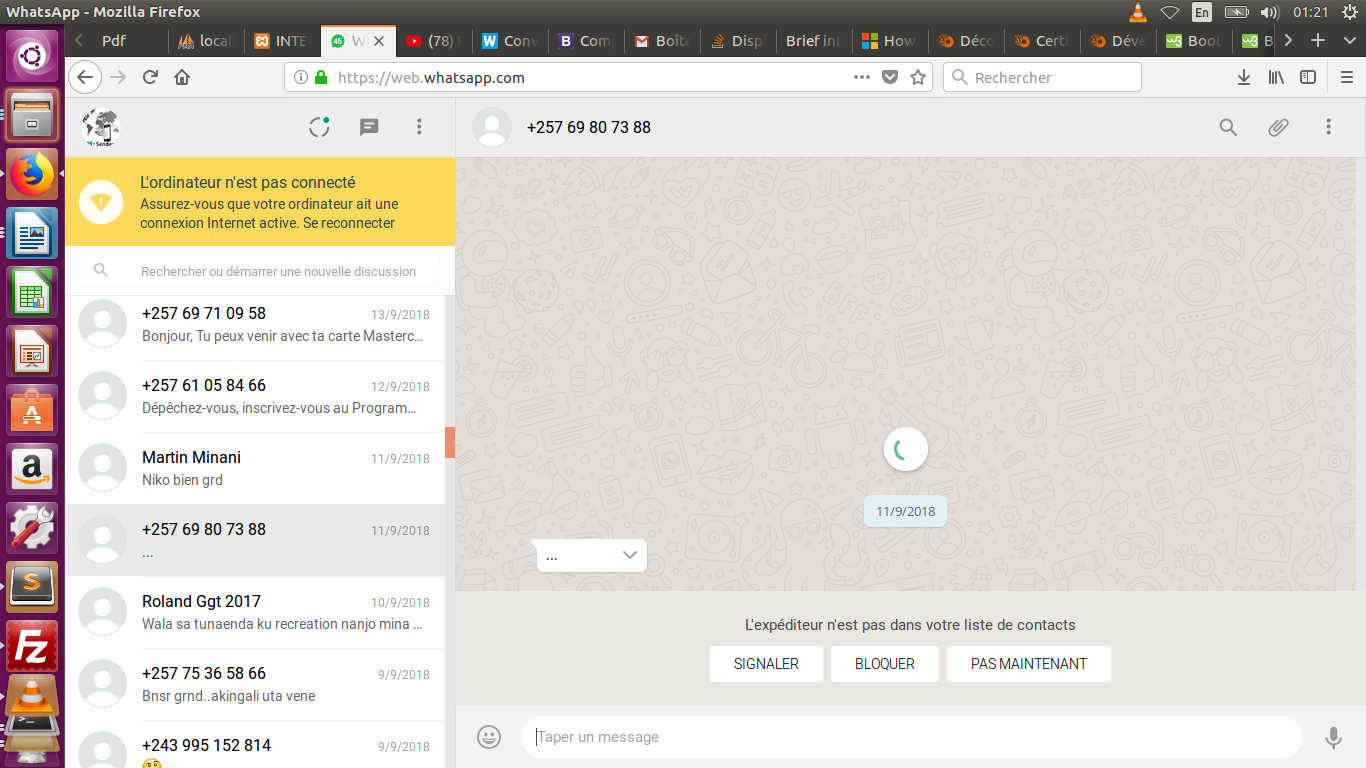 WhatsApp - Mozilla Firefox
En
01:21
Pdf
local
INTE
45
W
(78)
Conv
Com
Boîte
Disp
Brief int
How
Déco
Certi
Déve
Boot
B
https://web.whatsapp.com
Rechercher
+257 69 80 73 88
L'ordinateur n'est pas connecté
Assurez-vous que votre ordinateur ait une
connexion Internet active. Se reconnecter
Rechercher ou démarrer une nouvelle discussion
+257 69 71 09 58
13/9/2018
Bonjour, Tu peux venir avec ta carte Masterc...
+257 61 05 84 66
12/9/2018
Dépêchez-vous, inscrivez-vous au Program...
Martin Minani
11/9/2018
Niko bien grd
+257 69 80 73 88
11/9/2018
...
Roland Ggt 2017
10/9/2018
Wala sa tunaenda ku recreation nanjo mina ...
+257 75 36 58 66
9/9/2018
Bnsr grnd..akingali uta vene
+243 995 152 814
9/9/2018
11/9/2018
...
L'expéditeur n'est pas dans votre liste de contacts
SIGNALER
BLOQUER
PAS MAINTENANT
Taper un message